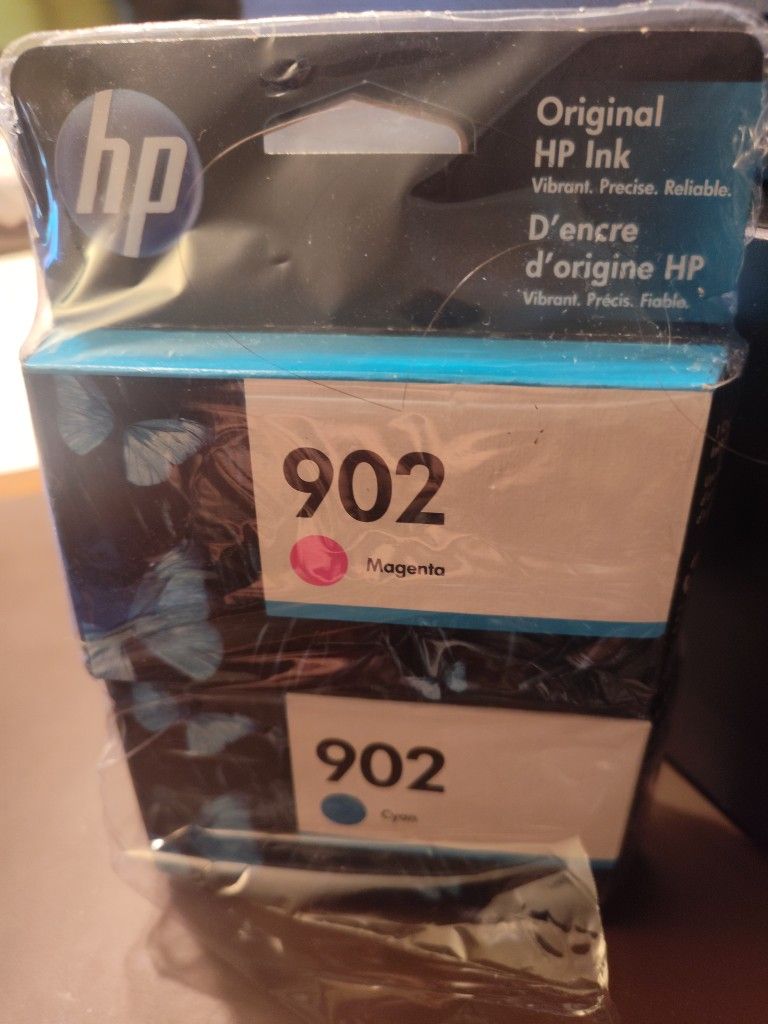 hp
Original
HP Ink
Vibrant. Precise. Reliable.
D'encre
d'origine HP
Vibrant. Précis. Fiable.
902
Magenta
902
Cyan